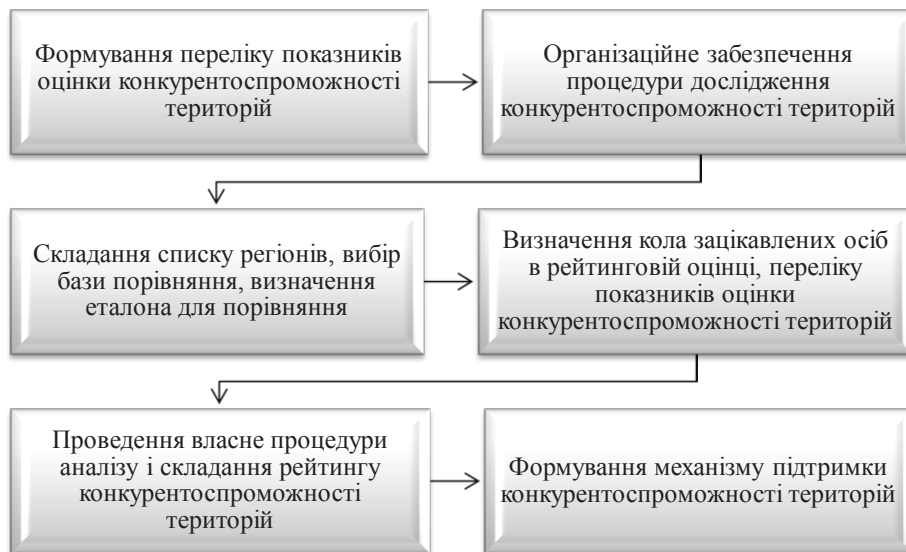 Формування переліку показників
оцінки конкурентоспроможності
територій
Організаційне забезпечення
процедури дослідження
конкурентоспроможності територій
Складання списку регіонів, вибір
бази порівняння, визначення
еталона для порівняння
Визначення кола зацікавлених осіб
в рейтинговій оцінці, переліку
показників оцінки
конкурентоспроможності територій
Проведення власне процедури
аналізу і складання рейтингу
конкурентоспроможності
територій
Формування механізму підтримки
конкурентоспроможності територій